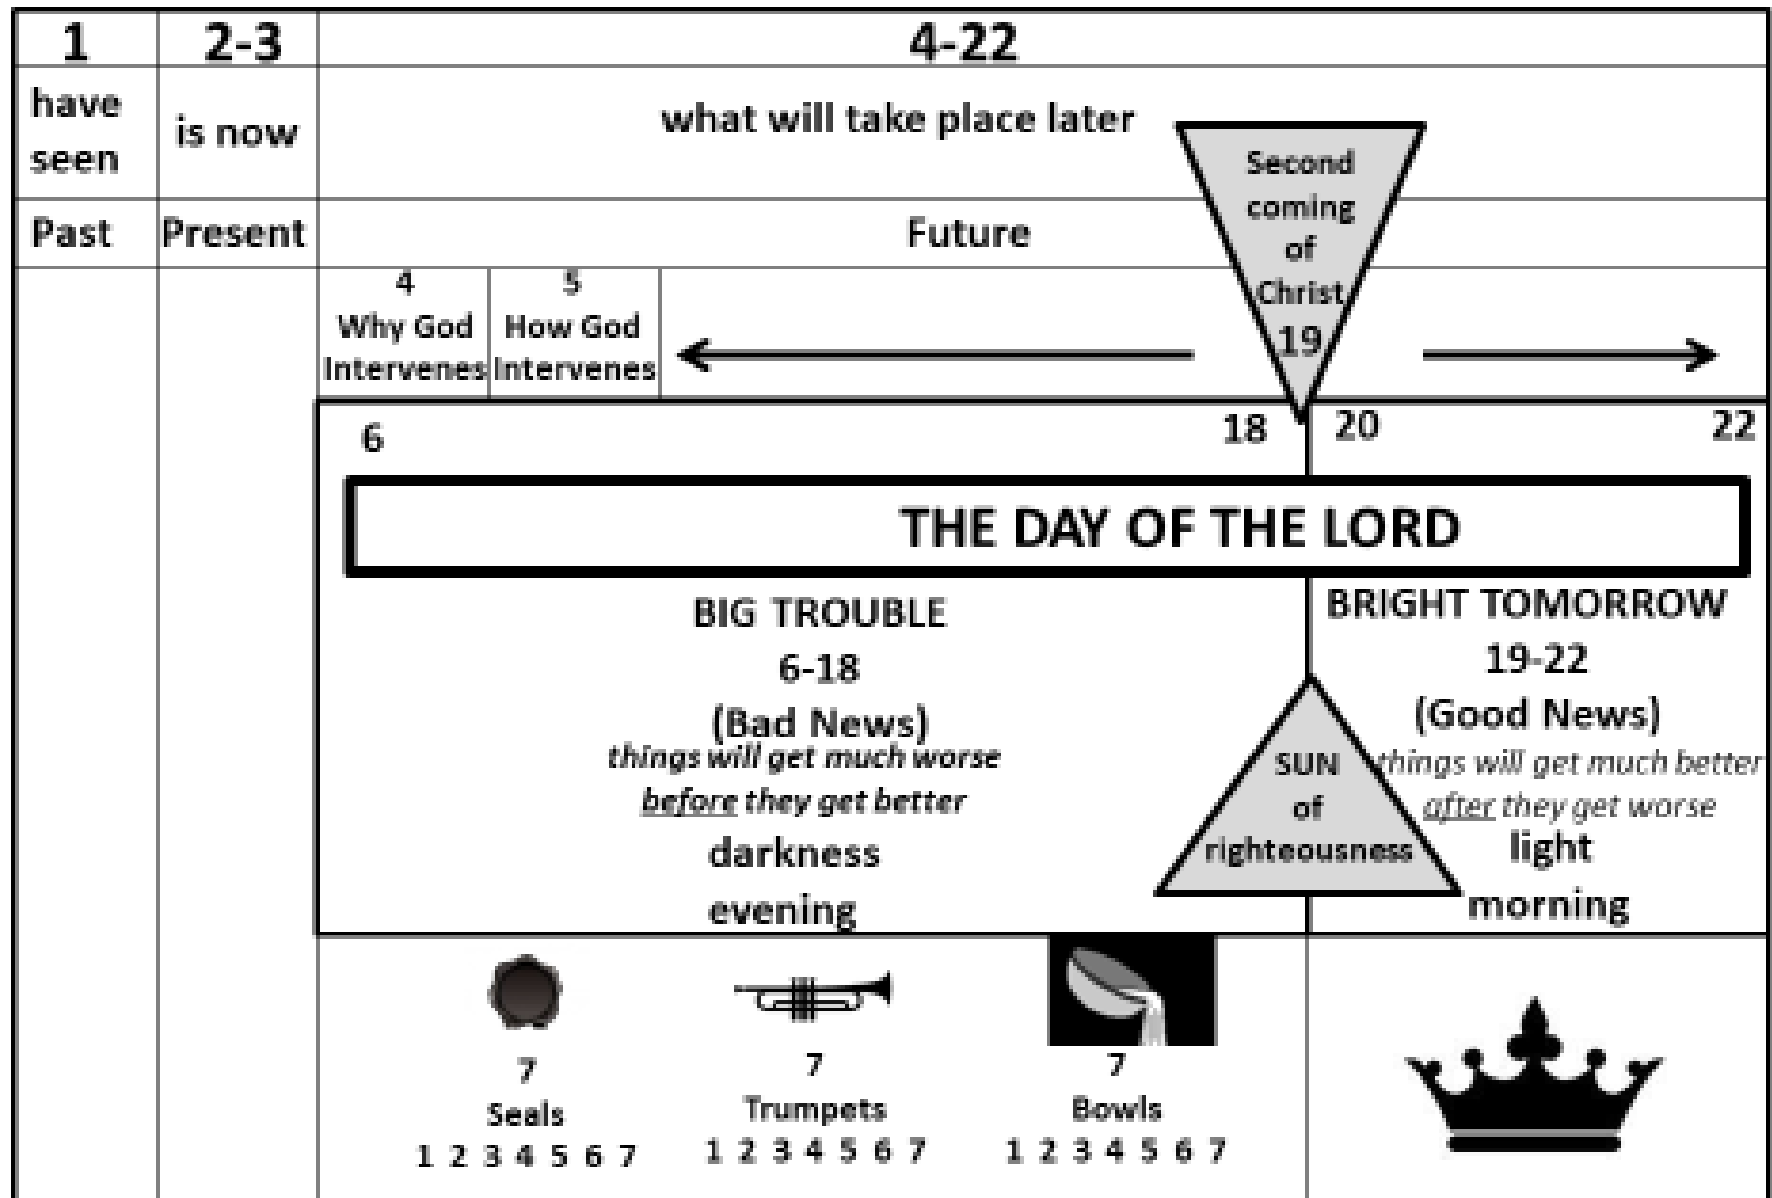 1
2-3
4-22
have
seen
is now
what will take place later
Past
Present
Future
Second
coming
of
Christ
19
4
Why God
Intervenes
5
How God
Intervenes
6
18
20
22
THE DAY OF THE LORD
BIG TROUBLE
6-18
(Bad News)
things will get much worse
before they get better
darkness
evening
BRIGHT TOMORROW
19-22
(Good News)
things will get much better
after they get worse
light
morning
SUN
of
righteousness
7
Seals
1 2 3 4 5 6 7
7
Trumpets
1 2 3 4 5 6 7
7
Bowls
1 2 3 4 5 6 7